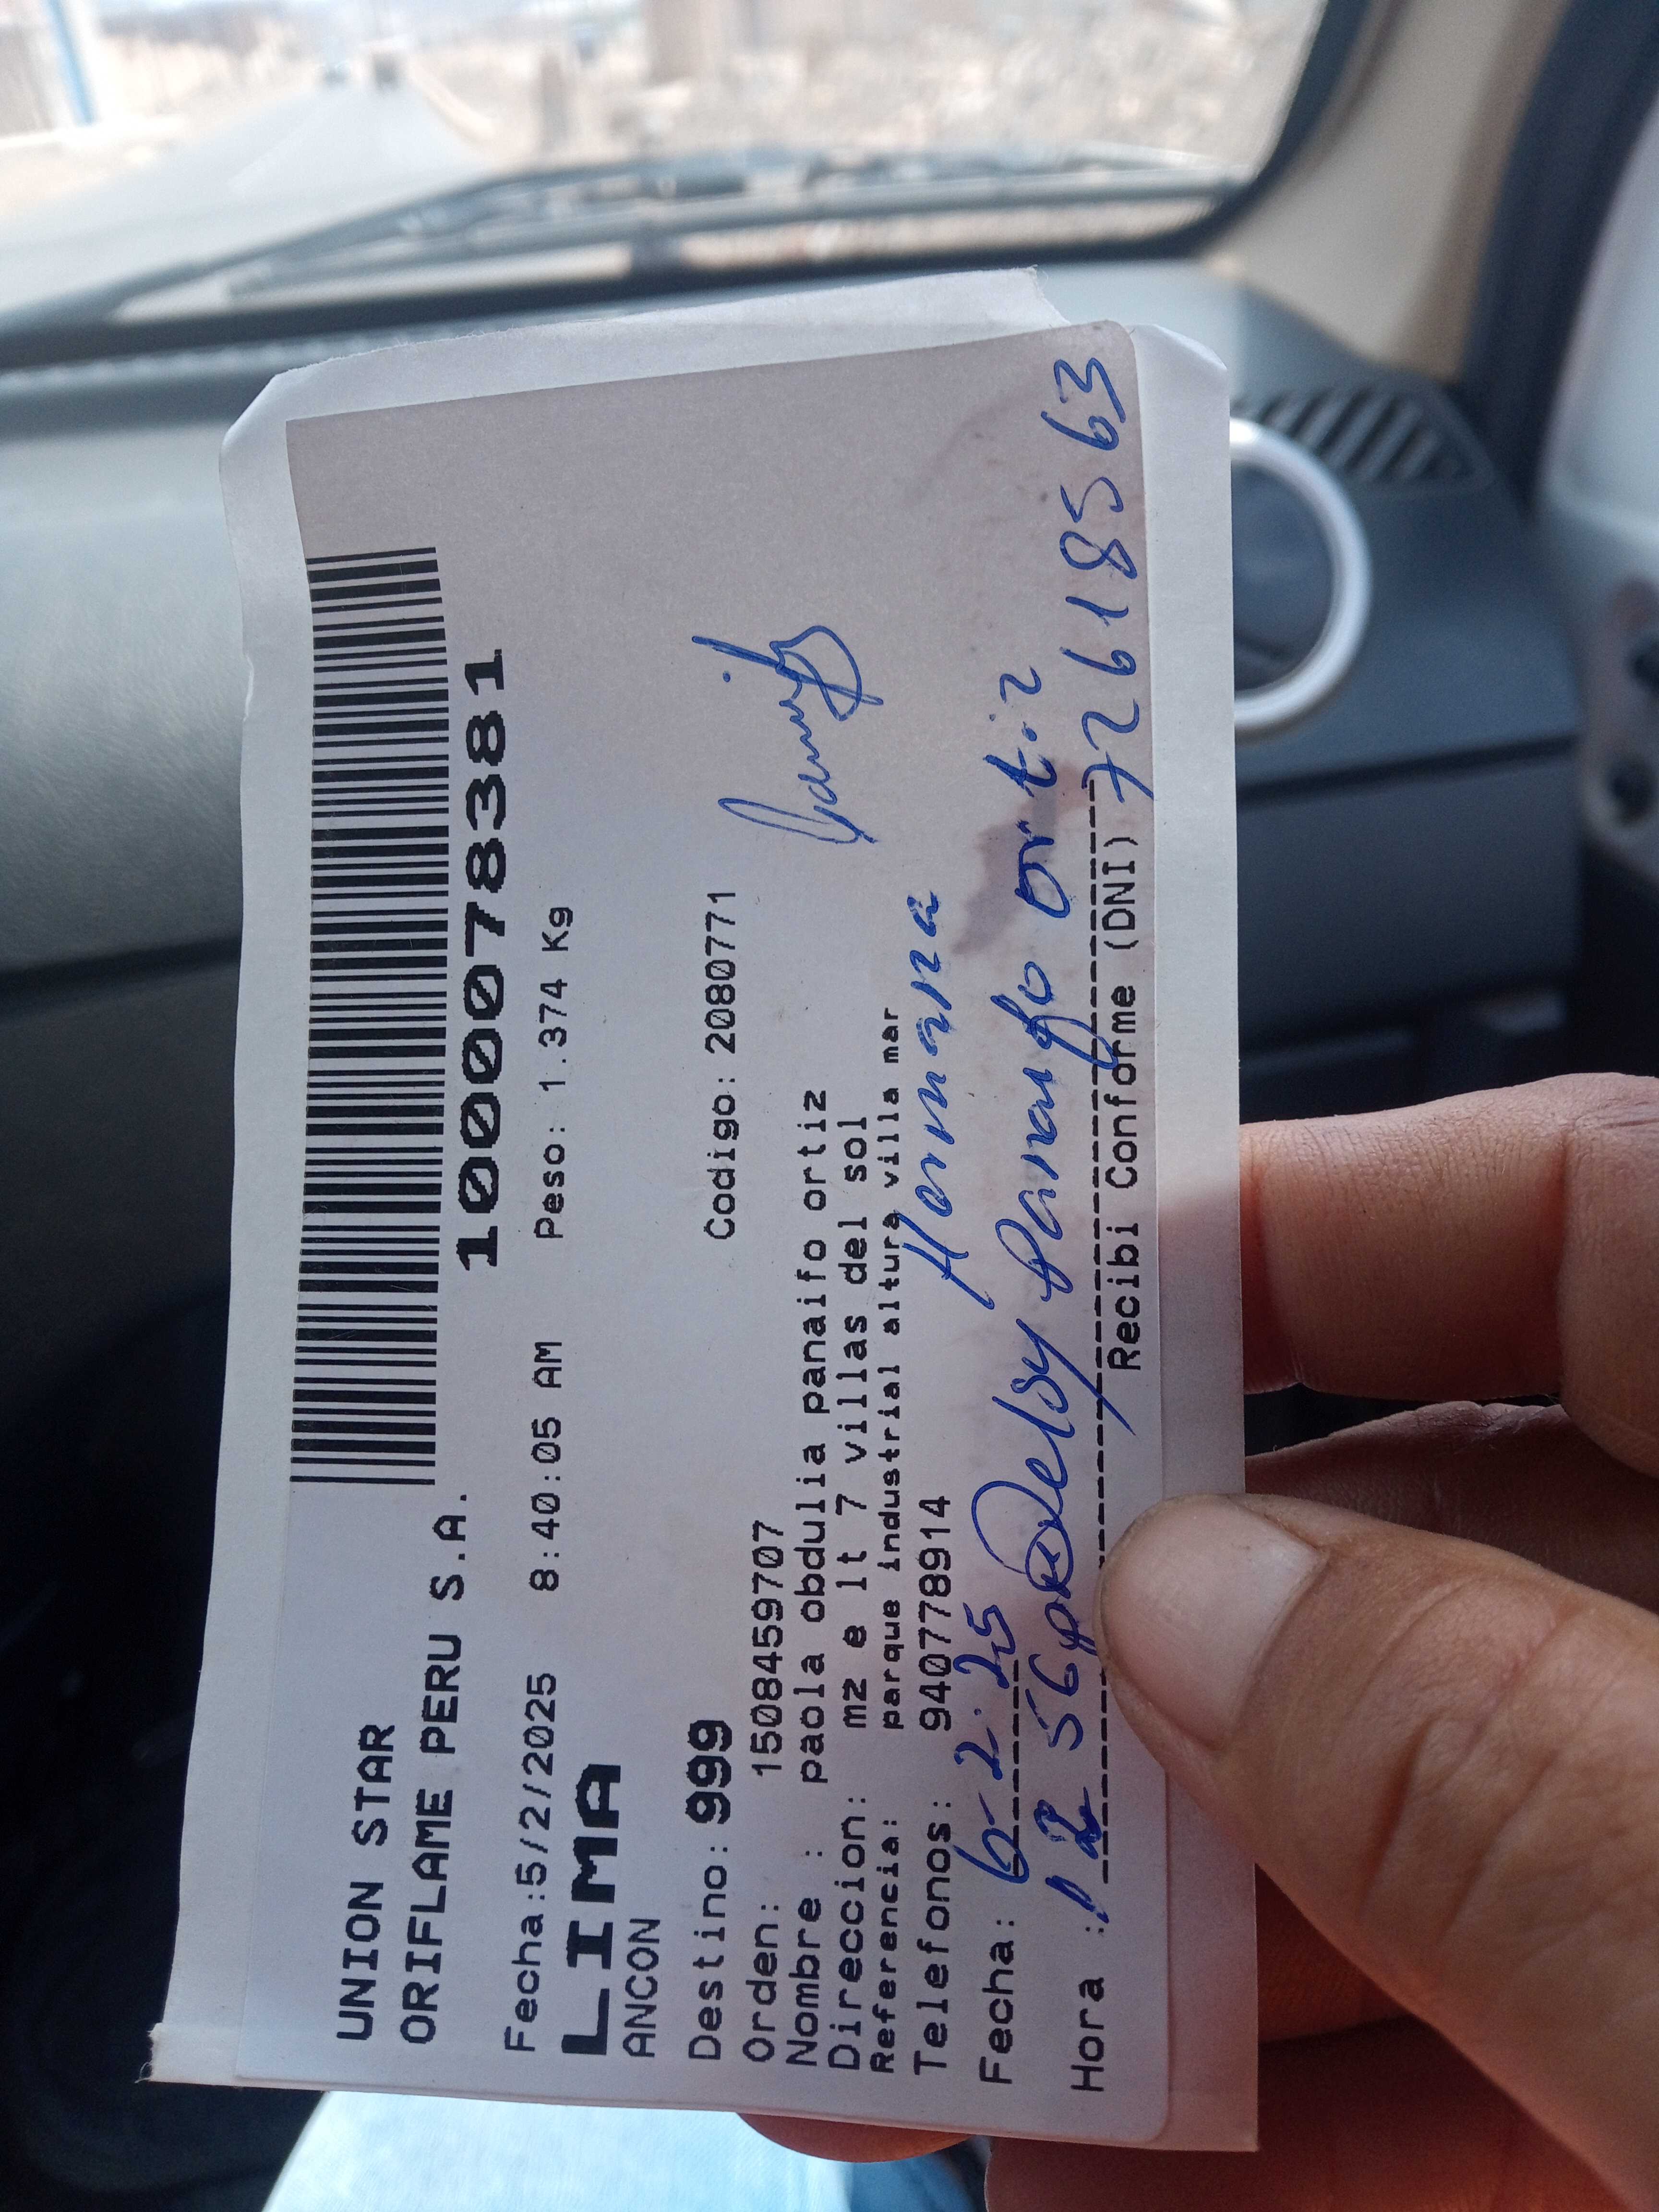 UNION STAR
ORIFLAME PERU S.A.
10000078381
Fecha:5/2/2025 8:40:05 AM Peso: 1.374 Kg
LIMA
ANCON
Destino: 999 Codigo: 2080771
Orden: 1508459707
Nombre : paola obdulia panaifo ortiz
Direccion: mz e lt 7 villas del sol
Referencia: parque industrial altura villa mar
Telefonos: 940778914
Hermana
Fecha: 6-2-25 Delsy Panaifo ortiz
Hora : 12 56 72618563
Recibi Conforme (DNI)